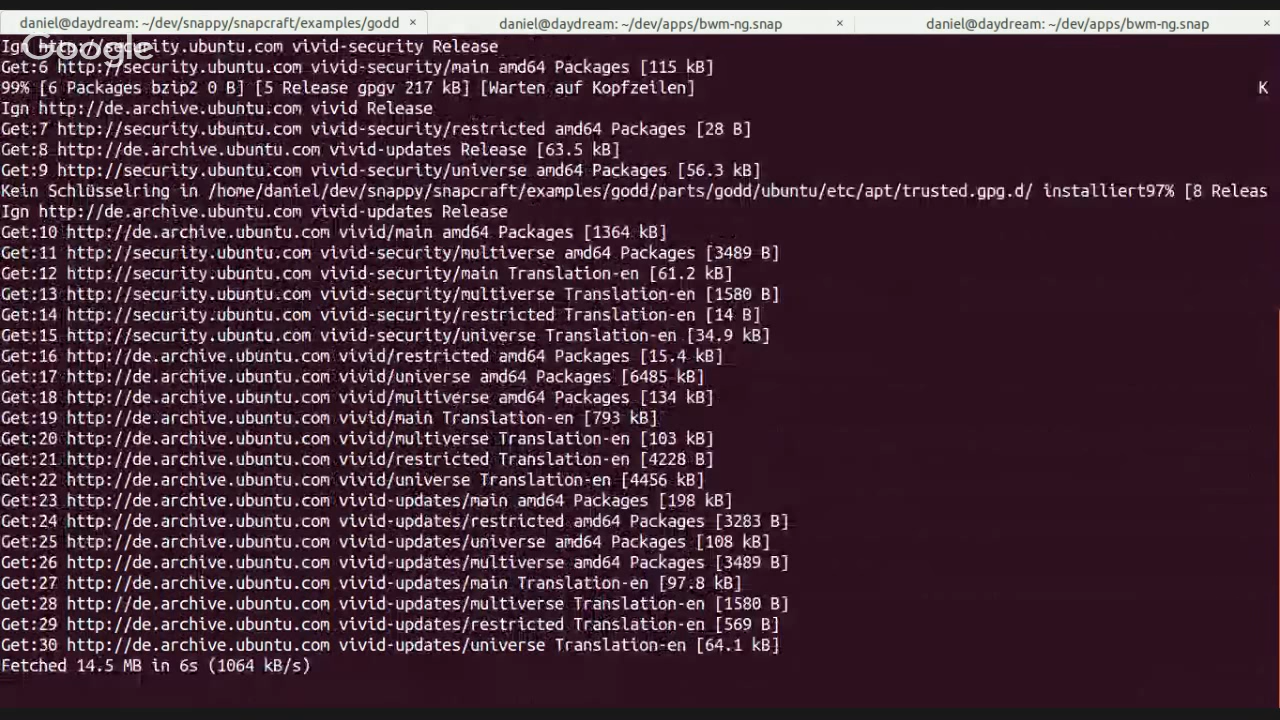 daniel@daydream: ~/dev/snappy/snapcraft/examples/godd × daniel@daydream: ~/dev/apps/bwm-ng.snap × daniel@daydream: ~/dev/apps/bwm-ng.snap ×
Google
Ign http://security.ubuntu.com vivid-security Release
Get:6 http://security.ubuntu.com vivid-security/main amd64 Packages [115 kB]
99% [6 Packages bzip2 0 B] [5 Release gpgv 217 kB] [Warten auf Kopfzeilen] K
Ign http://de.archive.ubuntu.com vivid Release
Get:7 http://security.ubuntu.com vivid-security/restricted amd64 Packages [28 B]
Get:8 http://de.archive.ubuntu.com vivid-updates Release [63.5 kB]
Get:9 http://security.ubuntu.com vivid-security/universe amd64 Packages [56.3 kB]
Kein Schlüsselring in /home/daniel/dev/snappy/snapcraft/examples/godd/parts/godd/ubuntu/etc/apt/trusted.gpg.d/ installiert97% [8 Releas
Ign http://de.archive.ubuntu.com vivid-updates Release
Get:10 http://de.archive.ubuntu.com vivid/main amd64 Packages [1364 kB]
Get:11 http://security.ubuntu.com vivid-security/multiverse amd64 Packages [3489 B]
Get:12 http://security.ubuntu.com vivid-security/main Translation-en [61.2 kB]
Get:13 http://security.ubuntu.com vivid-security/multiverse Translation-en [1580 B]
Get:14 http://security.ubuntu.com vivid-security/restricted Translation-en [14 B]
Get:15 http://security.ubuntu.com vivid-security/universe Translation-en [34.9 kB]
Get:16 http://de.archive.ubuntu.com vivid/restricted amd64 Packages [15.4 kB]
Get:17 http://de.archive.ubuntu.com vivid/universe amd64 Packages [6485 kB]
Get:18 http://de.archive.ubuntu.com vivid/multiverse amd64 Packages [134 kB]
Get:19 http://de.archive.ubuntu.com vivid/main Translation-en [793 kB]
Get:20 http://de.archive.ubuntu.com vivid/multiverse Translation-en [103 kB]
Get:21 http://de.archive.ubuntu.com vivid/restricted Translation-en [4228 B]
Get:22 http://de.archive.ubuntu.com vivid/universe Translation-en [4456 kB]
Get:23 http://de.archive.ubuntu.com vivid-updates/main amd64 Packages [198 kB]
Get:24 http://de.archive.ubuntu.com vivid-updates/restricted amd64 Packages [3283 B]
Get:25 http://de.archive.ubuntu.com vivid-updates/universe amd64 Packages [108 kB]
Get:26 http://de.archive.ubuntu.com vivid-updates/multiverse amd64 Packages [3489 B]
Get:27 http://de.archive.ubuntu.com vivid-updates/main Translation-en [97.8 kB]
Get:28 http://de.archive.ubuntu.com vivid-updates/multiverse Translation-en [1580 B]
Get:29 http://de.archive.ubuntu.com vivid-updates/restricted Translation-en [569 B]
Get:30 http://de.archive.ubuntu.com vivid-updates/universe Translation-en [64.1 kB]
Fetched 14.5 MB in 6s (1064 kB/s)